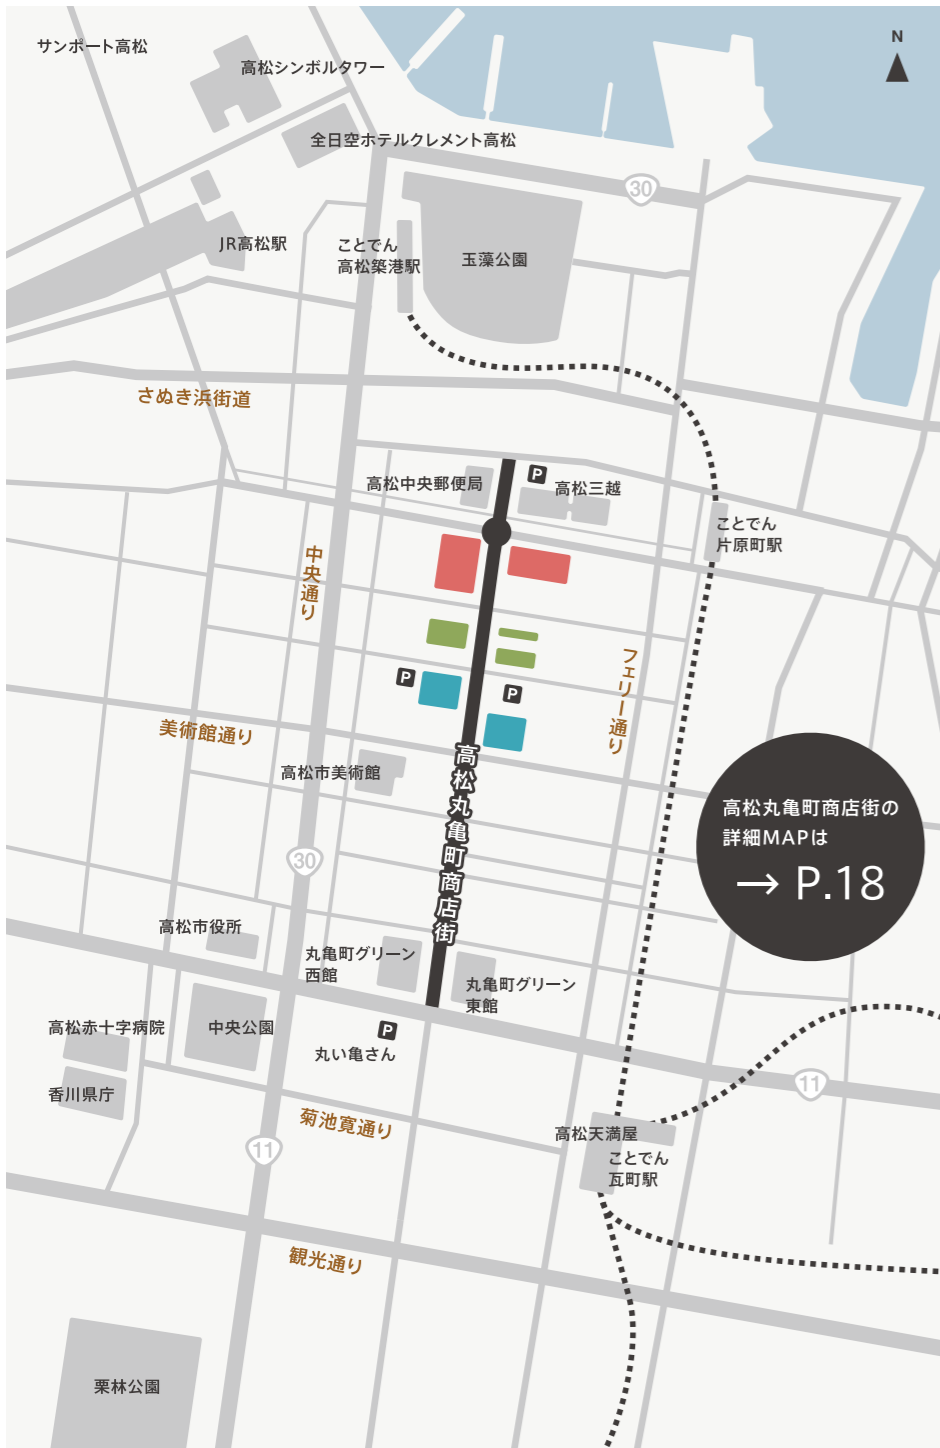 サンポート高松
高松シンボルタワー
N
全日空ホテルクレメント高松
30
JR高松駅
ことでん
高松築港駅
玉藻公園
さぬき浜街道
高松中央郵便局
P
高松三越
ことでん
片原町駅
中央通り
フェリー通り
P
P
美術館通り
高松市美術館
高松丸亀町商店街
高松丸亀町商店街の
詳細MAPは
→ P.18
30
高松市役所
丸亀町グリーン
西館
丸亀町グリーン
東館
高松赤十字病院
中央公園
P
丸い亀さん
香川県庁
11
菊池寛通り
高松天満屋
ことでん
瓦町駅
11
観光通り
栗林公園